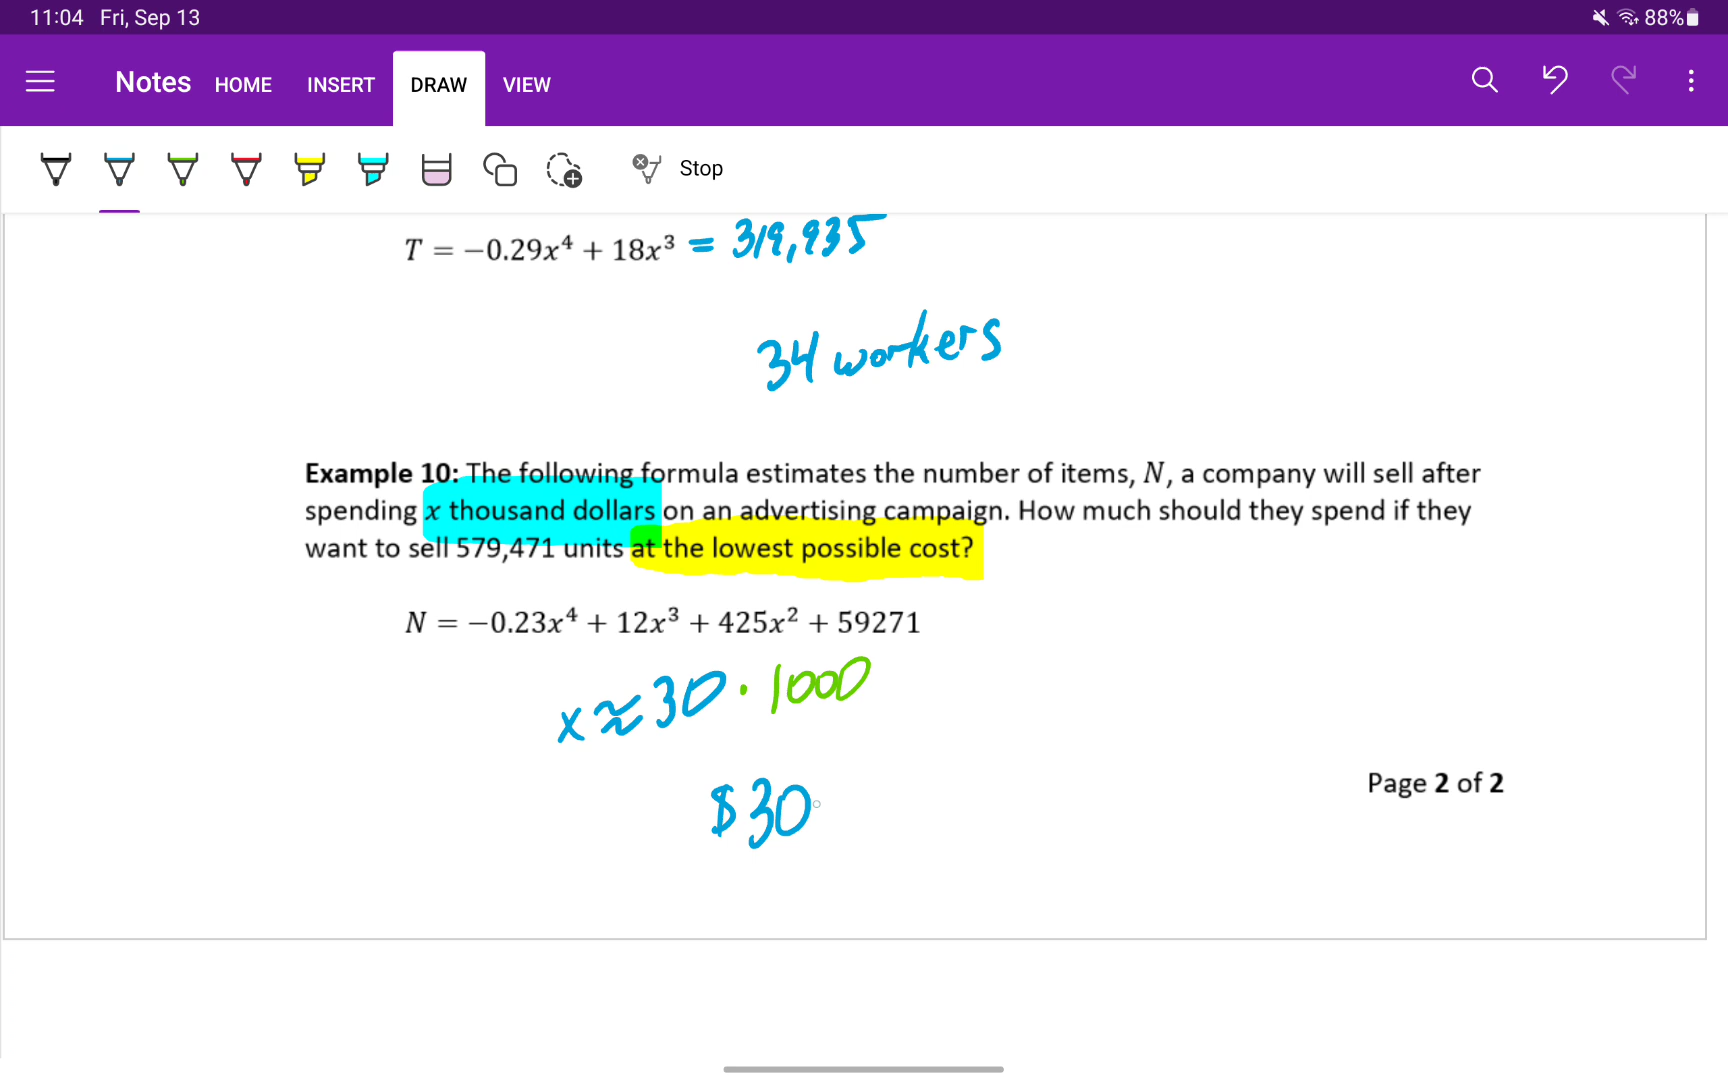 11:04 Fri, Sep 13 88%
Notes HOME INSERT DRAW VIEW
Stop
T = −0.29x⁴ + 18x³ = 319,935
34 workers
Example 10: The following formula estimates the number of items, N, a company will sell after
spending x thousand dollars on an advertising campaign. How much should they spend if they
want to sell 579,471 units at the lowest possible cost?
N = −0.23x⁴ + 12x³ + 425x² + 59271
x ≈ 30 · 1000
$30
Page 2 of 2